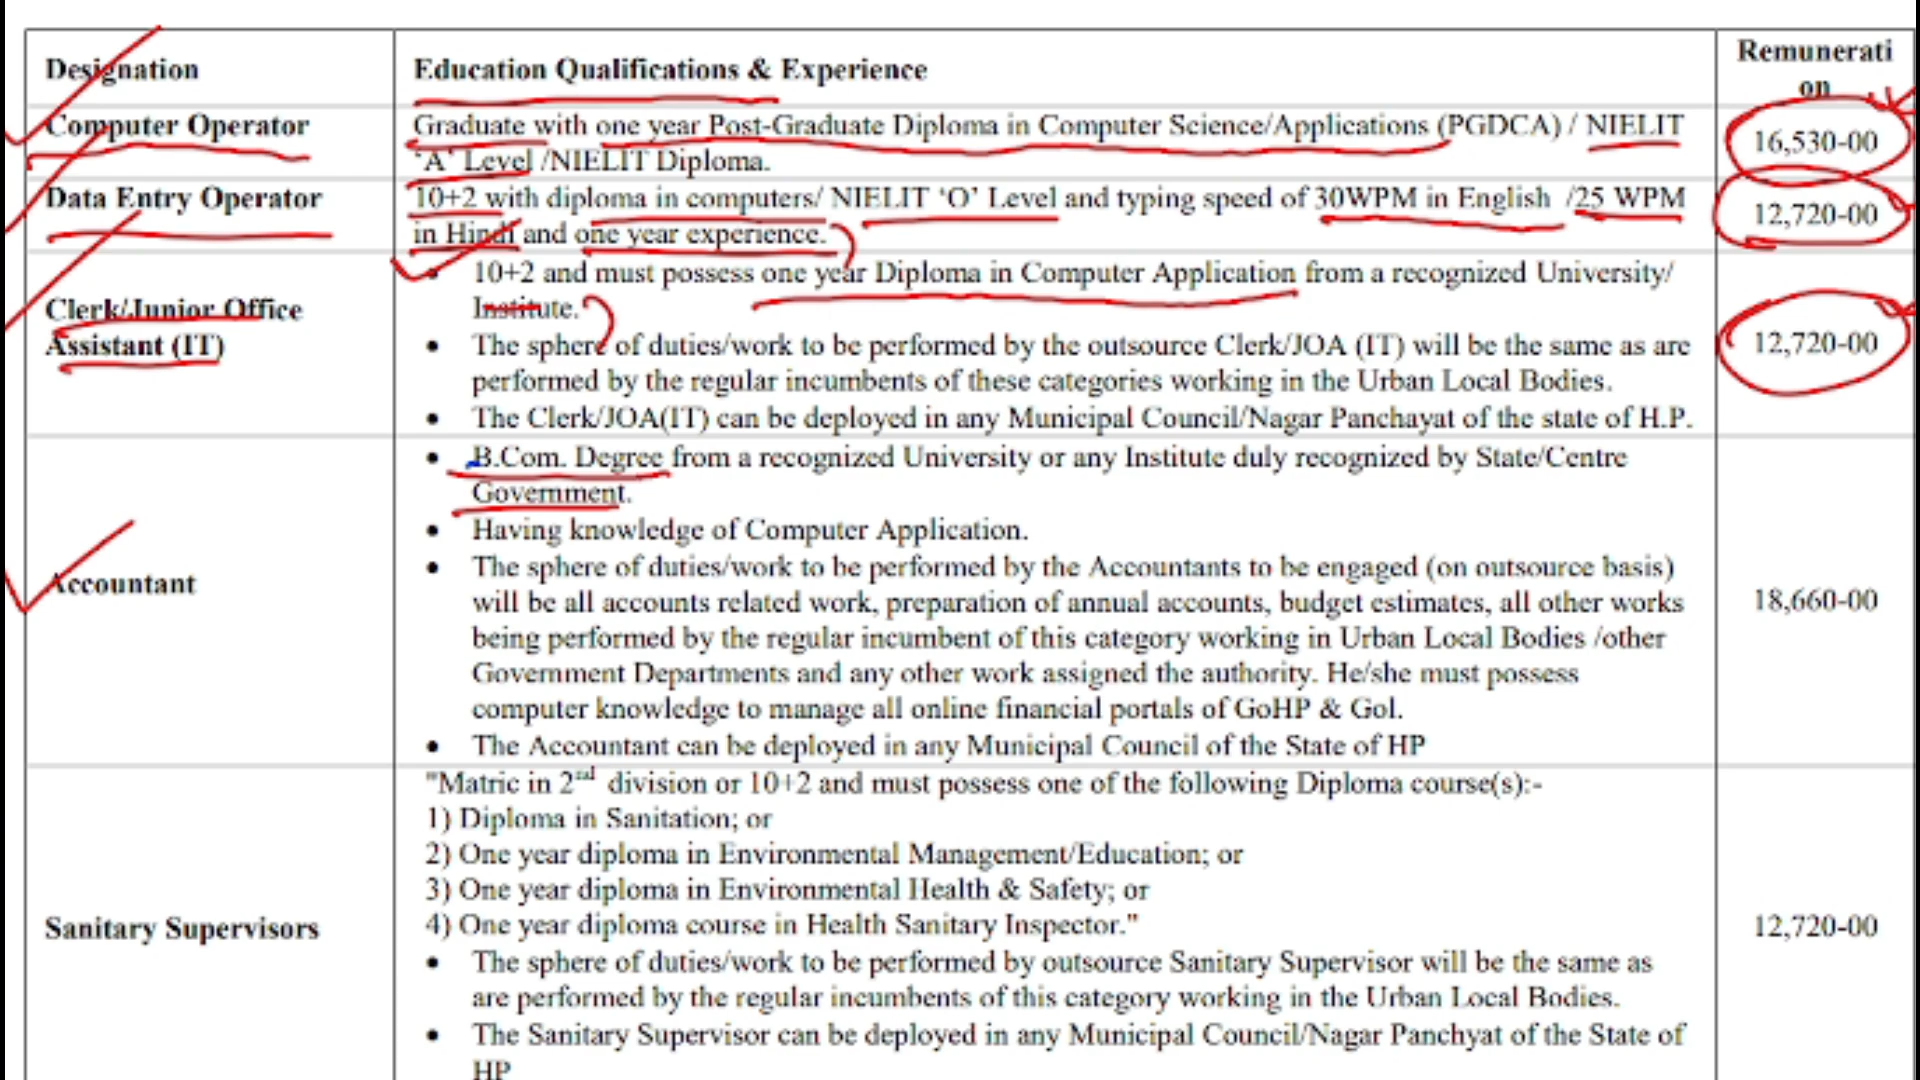 Designation
Education Qualifications & Experience
Remunerati
on
Computer Operator
Graduate with one year Post-Graduate Diploma in Computer Science/Applications (PGDCA) / NIELIT
'A' Level /NIELIT Diploma.
16,530-00
Data Entry Operator
10+2 with diploma in computers/ NIELIT 'O' Level and typing speed of 30WPM in English /25 WPM
in Hindi and one year experience.
12,720-00
Clerk/Junior Office
Assistant (IT)
• 10+2 and must possess one year Diploma in Computer Application from a recognized University/
Institute.
• The sphere of duties/work to be performed by the outsource Clerk/JOA (IT) will be the same as are
performed by the regular incumbents of these categories working in the Urban Local Bodies.
• The Clerk/JOA(IT) can be deployed in any Municipal Council/Nagar Panchayat of the state of H.P.
12,720-00
Accountant
• B.Com. Degree from a recognized University or any Institute duly recognized by State/Centre
Government.
• Having knowledge of Computer Application.
• The sphere of duties/work to be performed by the Accountants to be engaged (on outsource basis)
will be all accounts related work, preparation of annual accounts, budget estimates, all other works
being performed by the regular incumbent of this category working in Urban Local Bodies /other
Government Departments and any other work assigned the authority. He/she must possess
computer knowledge to manage all online financial portals of GoHP & GoI.
• The Accountant can be deployed in any Municipal Council of the State of HP
18,660-00
Sanitary Supervisors
"Matric in 2nd division or 10+2 and must possess one of the following Diploma course(s):-
1) Diploma in Sanitation; or
2) One year diploma in Environmental Management/Education; or
3) One year diploma in Environmental Health & Safety; or
4) One year diploma course in Health Sanitary Inspector."
• The sphere of duties/work to be performed by outsource Sanitary Supervisor will be the same as
are performed by the regular incumbents of this category working in the Urban Local Bodies.
• The Sanitary Supervisor can be deployed in any Municipal Council/Nagar Panchyat of the State of
HP
12,720-00